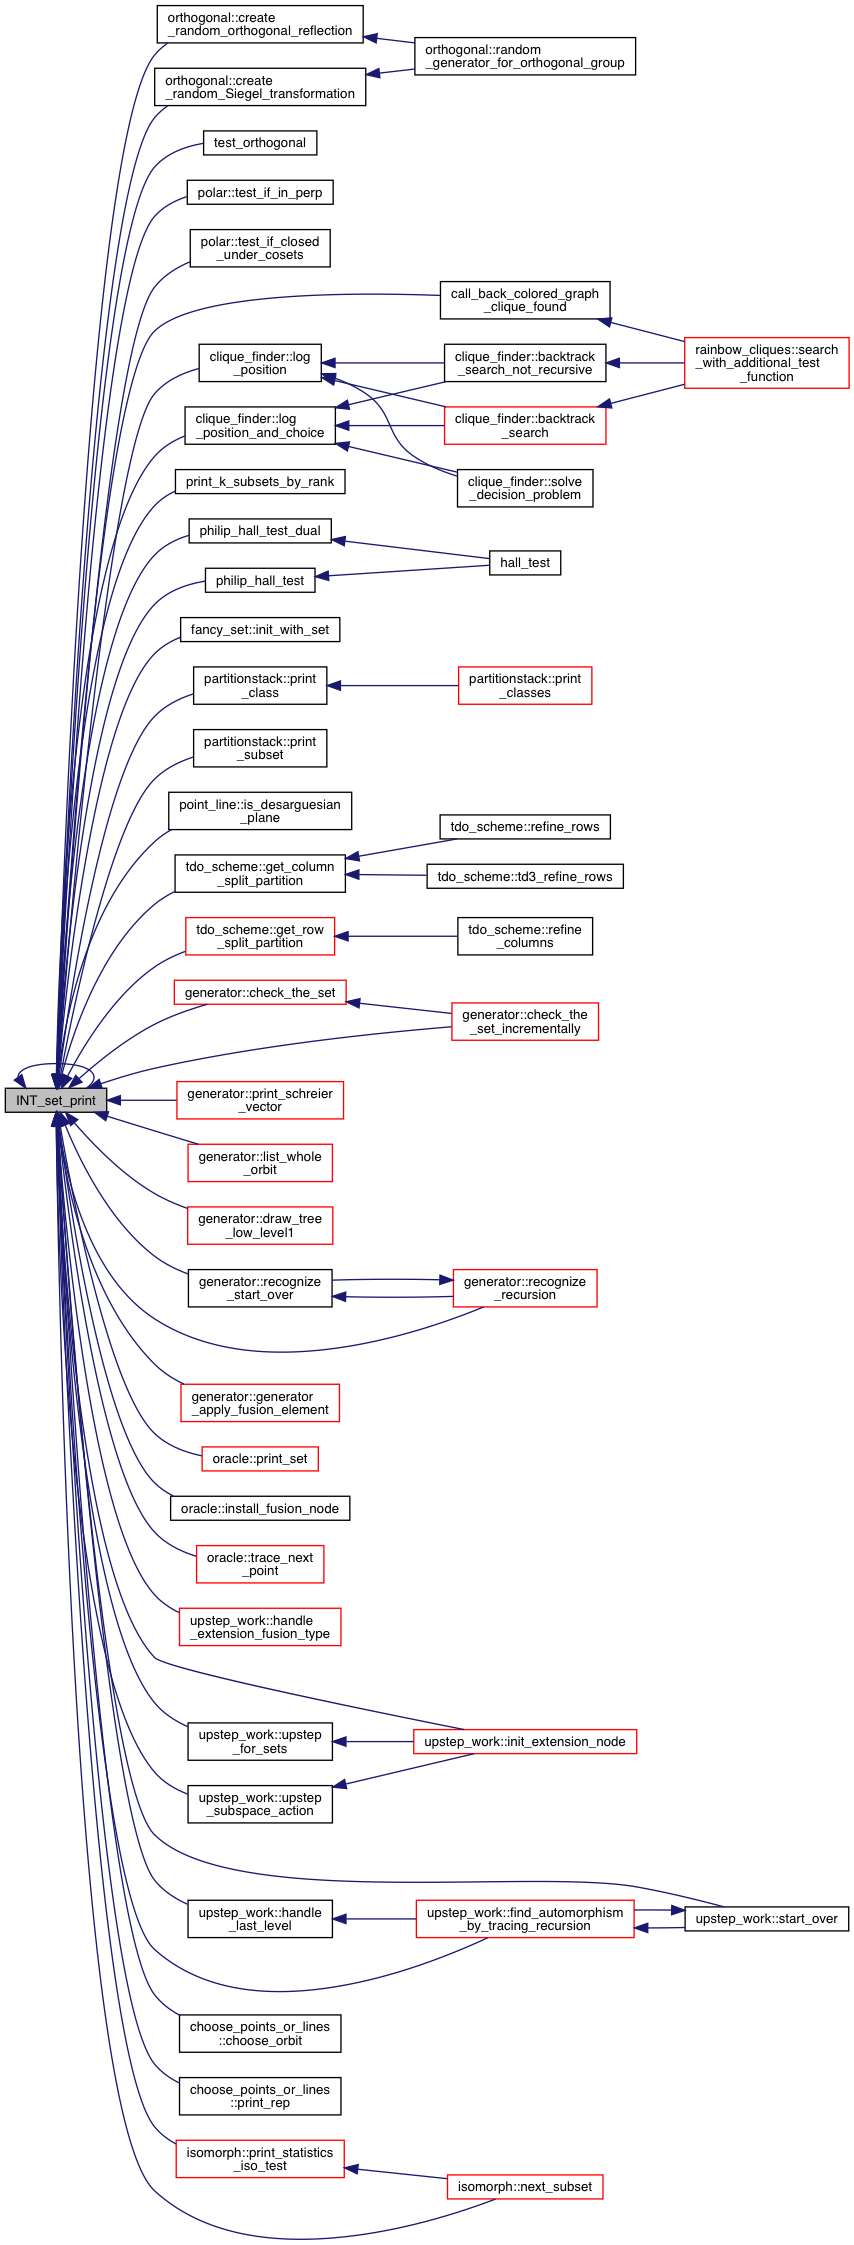 orthogonal::create
_random_orthogonal_reflection
orthogonal::random
_generator_for_orthogonal_group
orthogonal::create
_random_Siegel_transformation
test_orthogonal
polar::test_if_in_perp
polar::test_if_closed
_under_cosets
call_back_colored_graph
_clique_found
clique_finder::log
_position
clique_finder::backtrack
_search_not_recursive
rainbow_cliques::search
_with_additional_test
_function
clique_finder::log
_position_and_choice
clique_finder::backtrack
_search
print_k_subsets_by_rank
clique_finder::solve
_decision_problem
philip_hall_test_dual
hall_test
philip_hall_test
fancy_set::init_with_set
partitionstack::print
_class
partitionstack::print
_classes
partitionstack::print
_subset
point_line::is_desarguesian
_plane
tdo_scheme::refine_rows
tdo_scheme::get_column
_split_partition
tdo_scheme::td3_refine_rows
tdo_scheme::get_row
_split_partition
tdo_scheme::refine
_columns
generator::check_the_set
generator::check_the
_set_incrementally
INT_set_print
generator::print_schreier
_vector
generator::list_whole
_orbit
generator::draw_tree
_low_level1
generator::recognize
_start_over
generator::recognize
_recursion
generator::generator
_apply_fusion_element
oracle::print_set
oracle::install_fusion_node
oracle::trace_next
_point
upstep_work::handle
_extension_fusion_type
upstep_work::upstep
_for_sets
upstep_work::init_extension_node
upstep_work::upstep
_subspace_action
upstep_work::handle
_last_level
upstep_work::find_automorphism
_by_tracing_recursion
upstep_work::start_over
choose_points_or_lines
::choose_orbit
choose_points_or_lines
::print_rep
isomorph::print_statistics
_iso_test
isomorph::next_subset